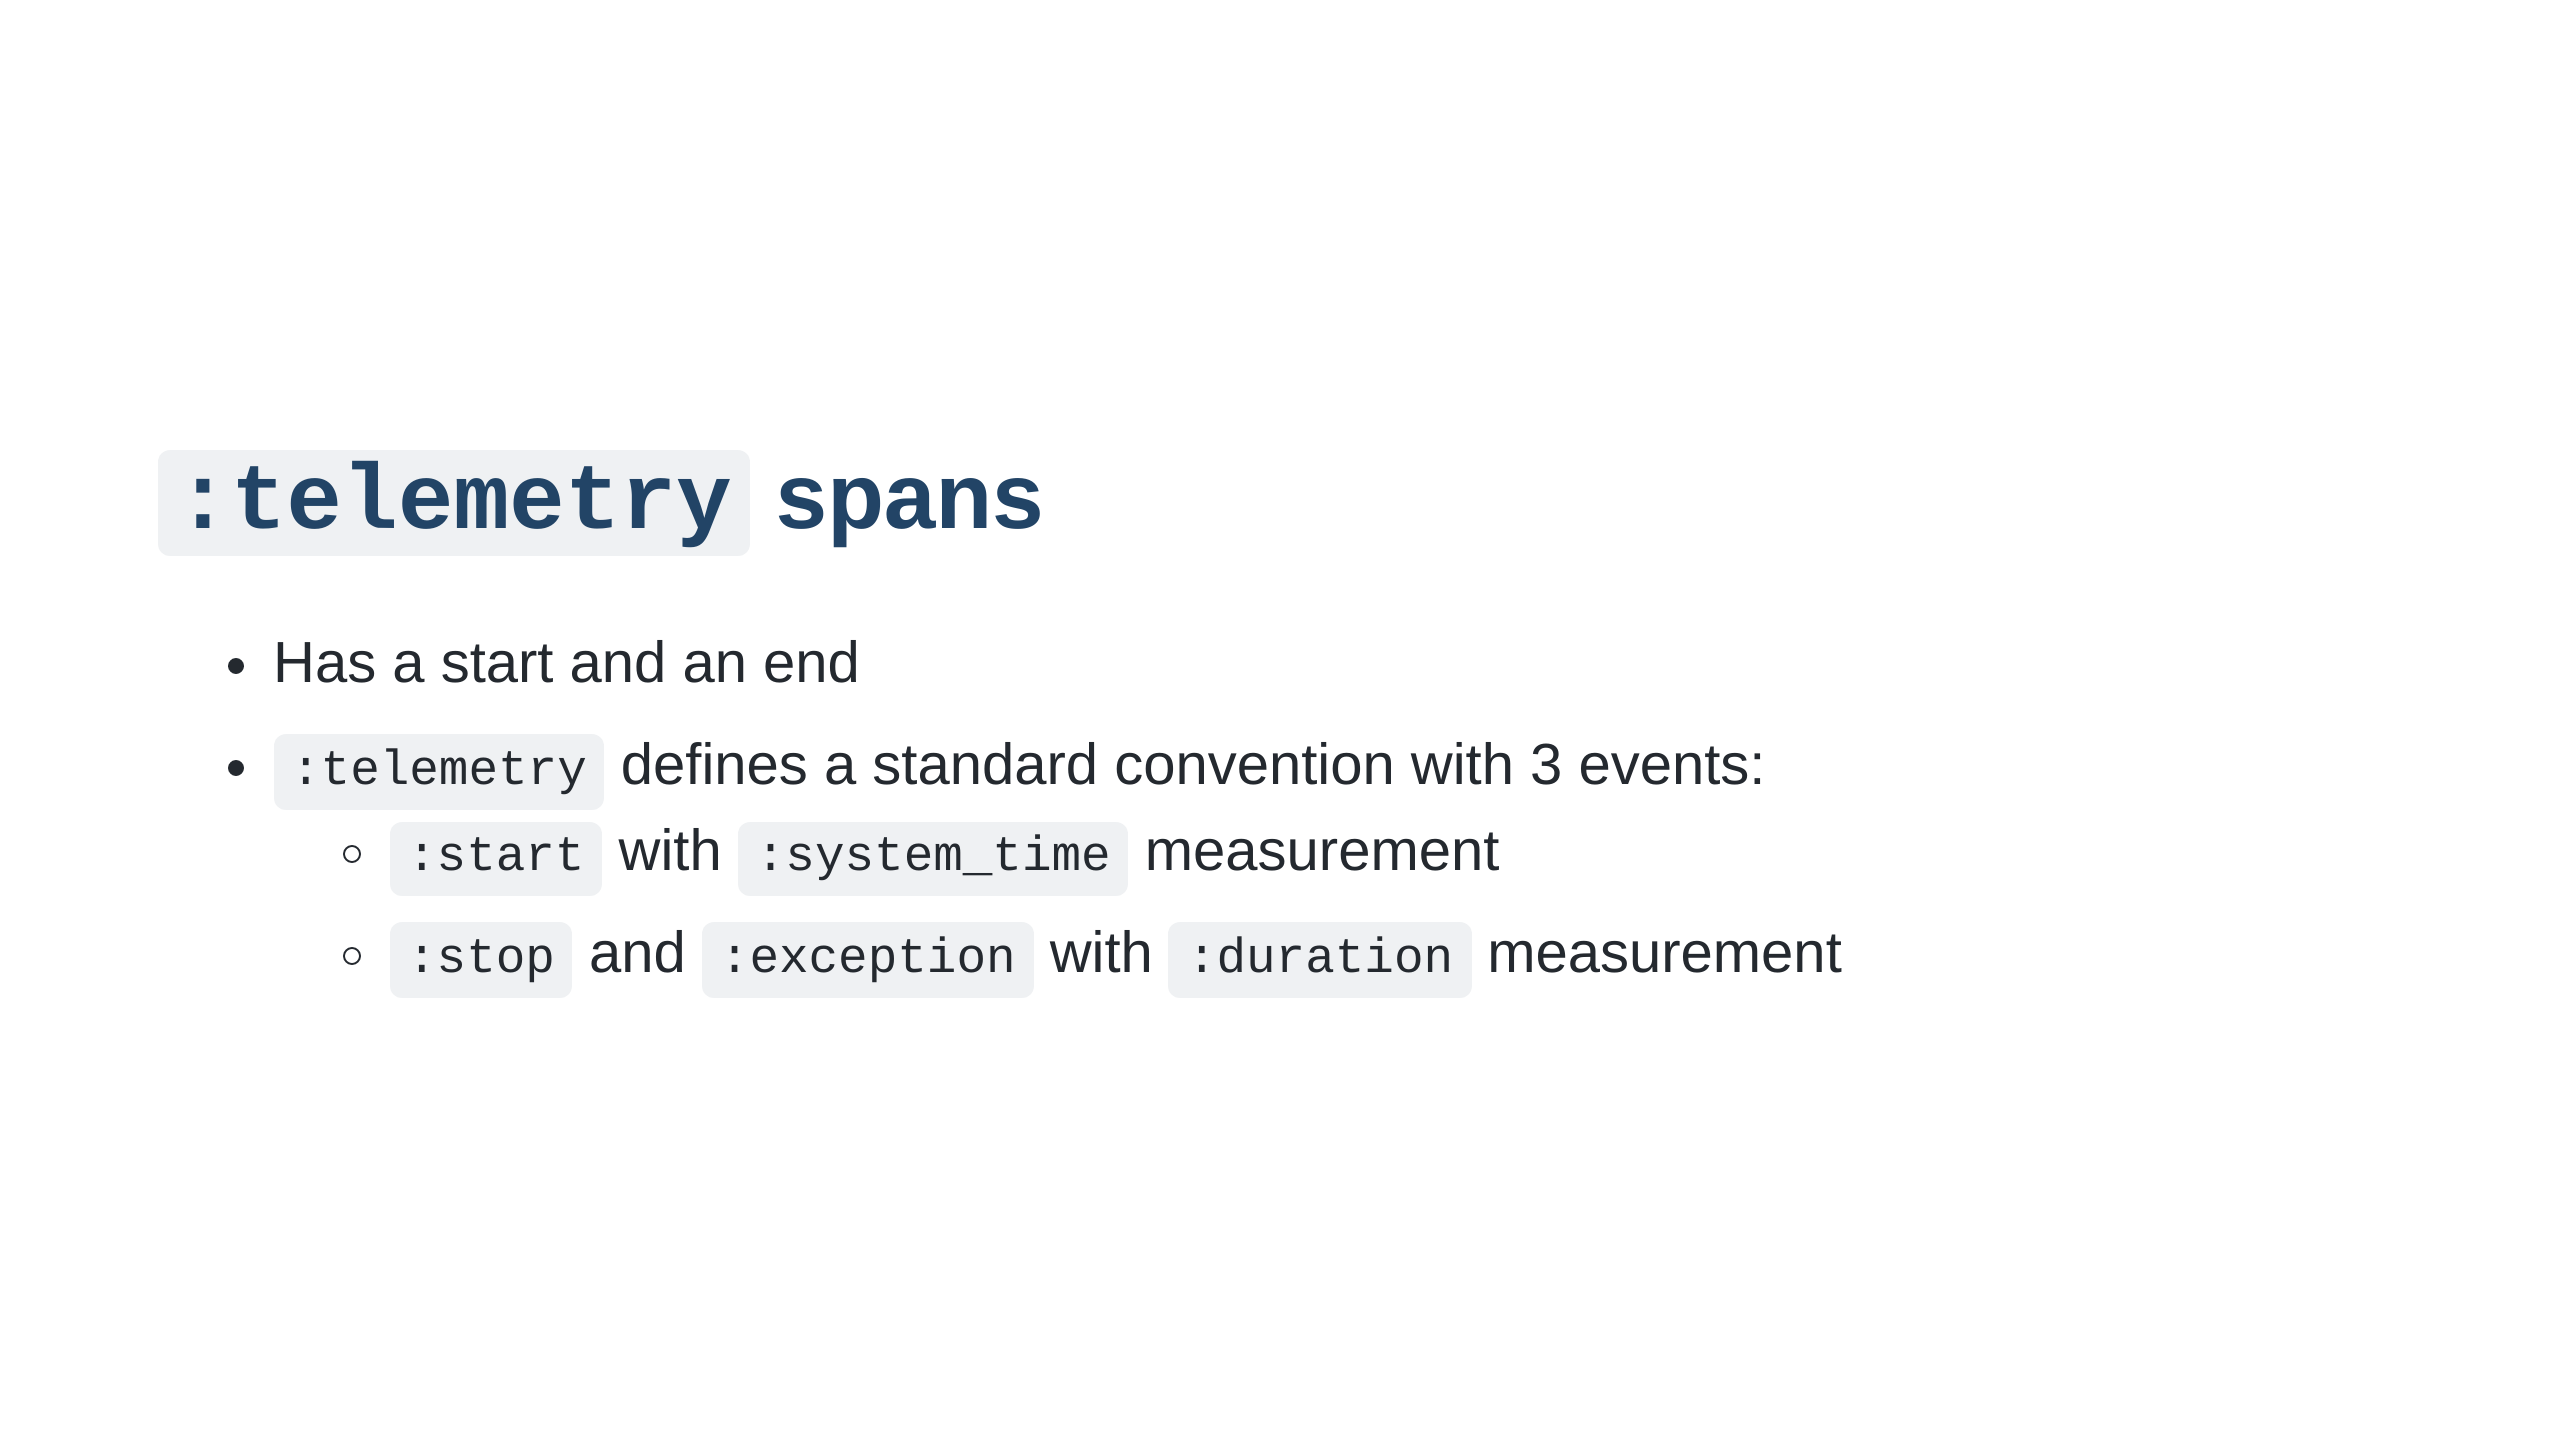 :telemetry spans
Has a start and an end
:telemetry defines a standard convention with 3 events:
:start with :system_time measurement
:stop and :exception with :duration measurement